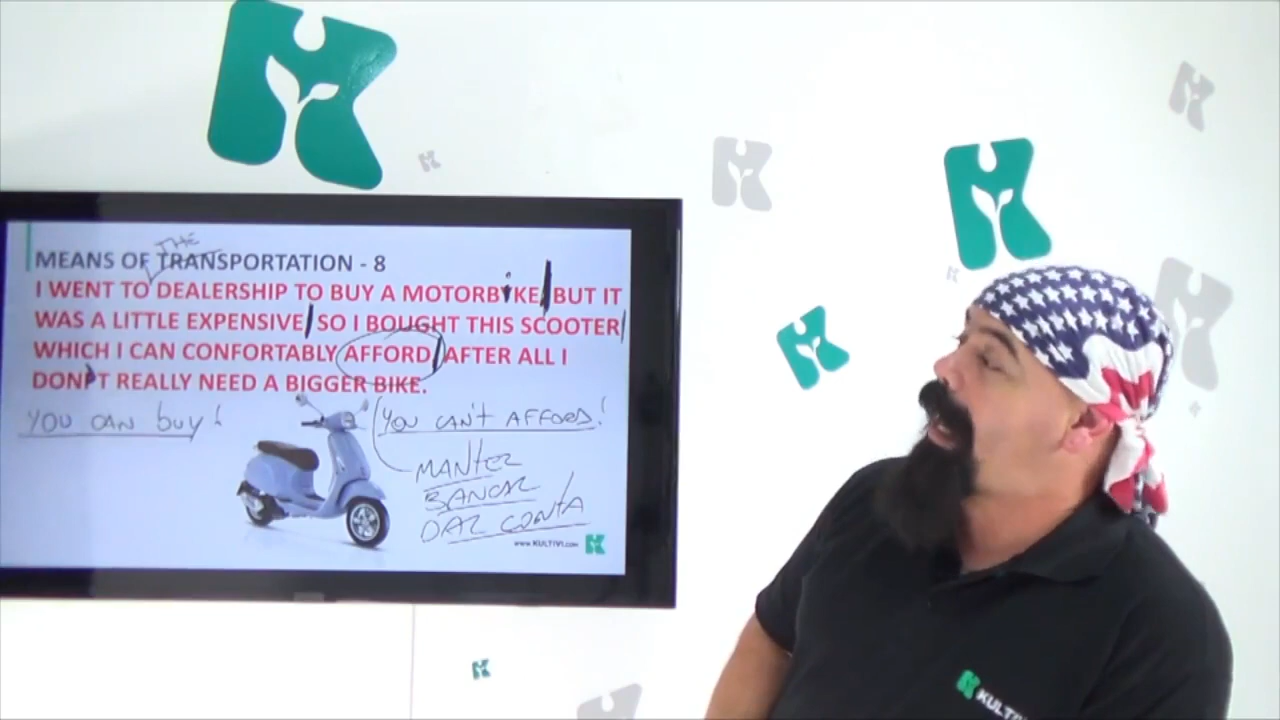 THE
MEANS OF TRANSPORTATION - 8
I WENT TO DEALERSHIP TO BUY A MOTORBIKE BUT IT
WAS A LITTLE EXPENSIVE SO I BOUGHT THIS SCOOTER
WHICH I CAN CONFORTABLY AFFORD AFTER ALL I
DON'T REALLY NEED A BIGGER BIKE.
YOU CAN BUY!
YOU CAN'T AFFORD!
MANTER
BANCAR
DAR CONTA
www.KULTIVI.com
KULTIVI